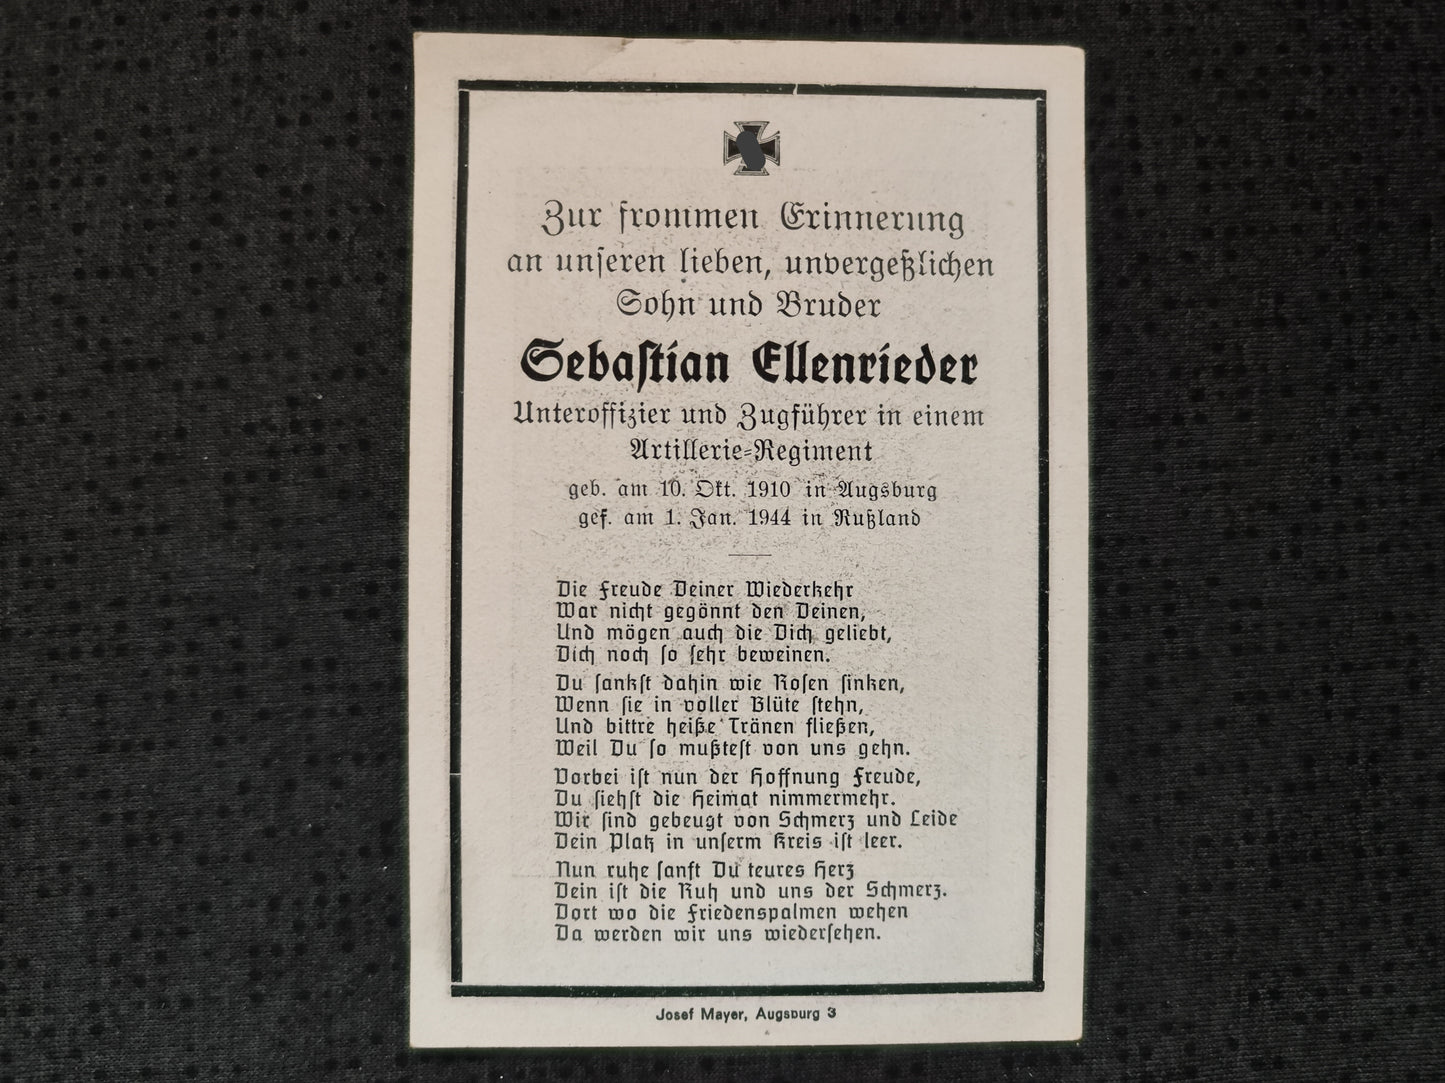 Zur frommen Erinnerung
an unseren lieben, unvergeßlichen
Sohn und Bruder
Sebastian Ellenrieder
Unteroffizier und Zugführer in einem
Artillerie-Regiment
geb. am 10. Okt. 1910 in Augsburg
gef. am 1. Jan. 1944 in Rußland
Die Freude Deiner Wiederkehr
War nicht gegönnt den Deinen,
Und mögen auch die Dich geliebt,
Dich noch so sehr beweinen.
Du sankst dahin wie Rosen sinken,
Wenn sie in voller Blüte stehn,
Und bittre heiße Tränen fließen,
Weil Du so mußtest von uns gehn.
Vorbei ist nun der Hoffnung Freude,
Du siehst die Heimat nimmermehr.
Wir sind gebeugt von Schmerz und Leide
Dein Platz in unserm Kreis ist leer.
Nun ruhe sanft Du teures Herz
Dein ist die Ruh und uns der Schmerz.
Dort wo die Friedenspalmen wehen
Da werden wir uns wiedersehen.
Josef Mayer, Augsburg 3